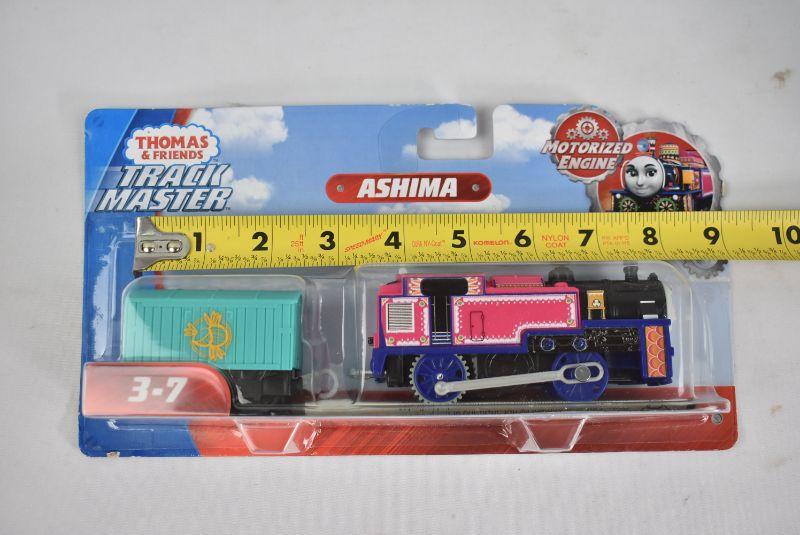 THOMAS
& FRIENDS
TRACK
MASTER
ASHIMA
MOTORIZED
ENGINE
1 2 3 4 5 6 7 8 9 10
KOMELON
NYLON
COAT
3-7